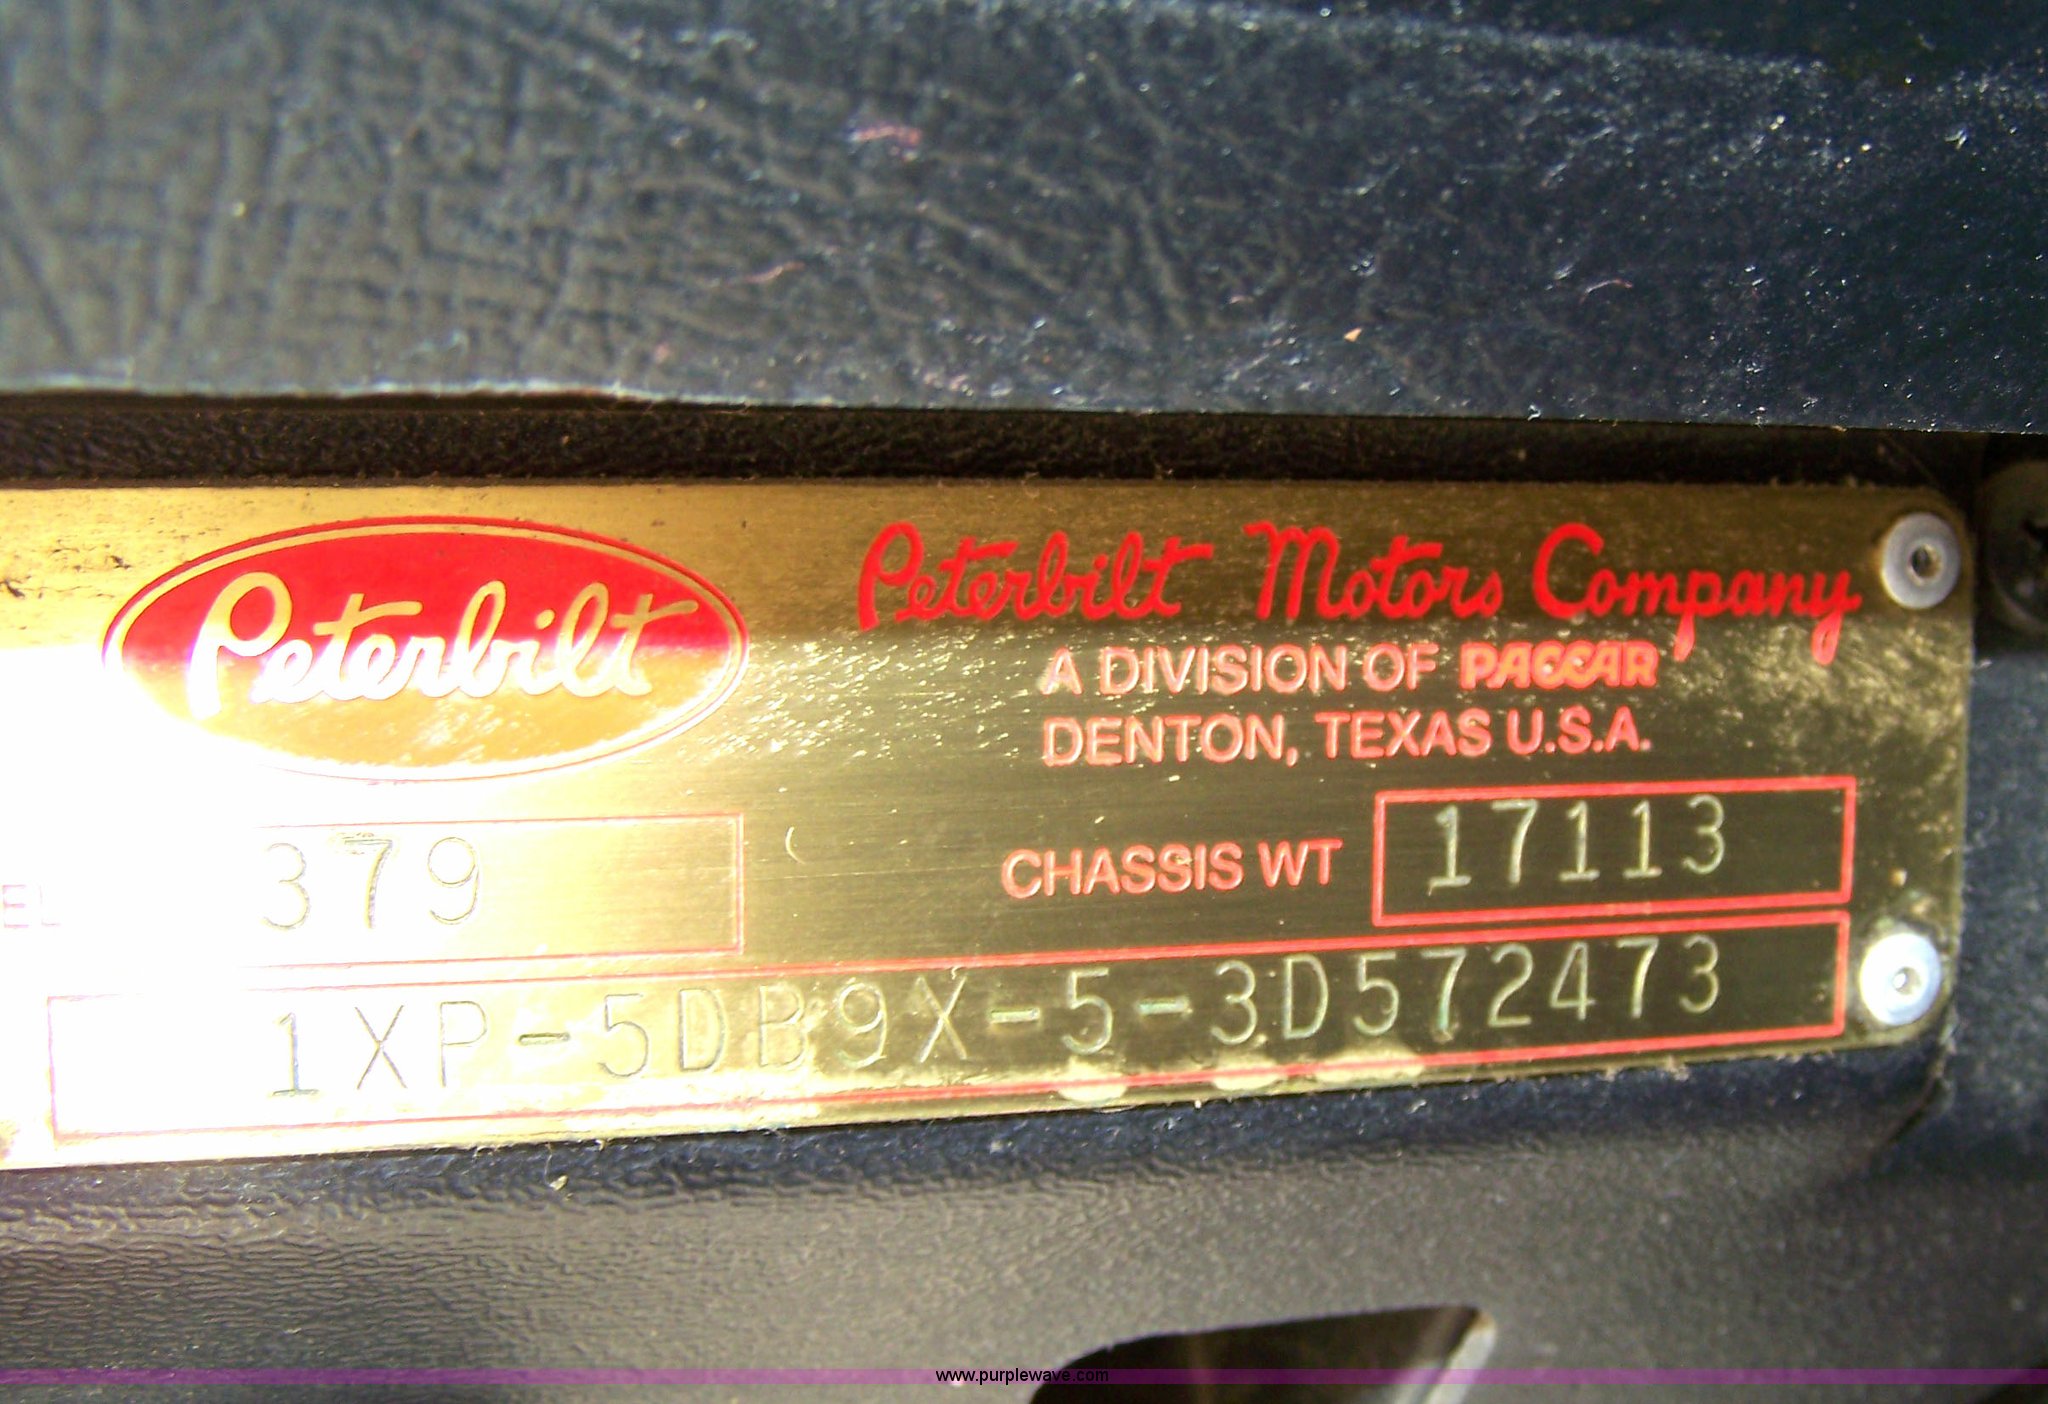 Peterbilt
Peterbilt Motors Company
A DIVISION OF PACCAR
DENTON, TEXAS U.S.A.
EL 379
CHASSIS WT 17113
1XP-5DB9X-5-3D572473
www.purplewave.com